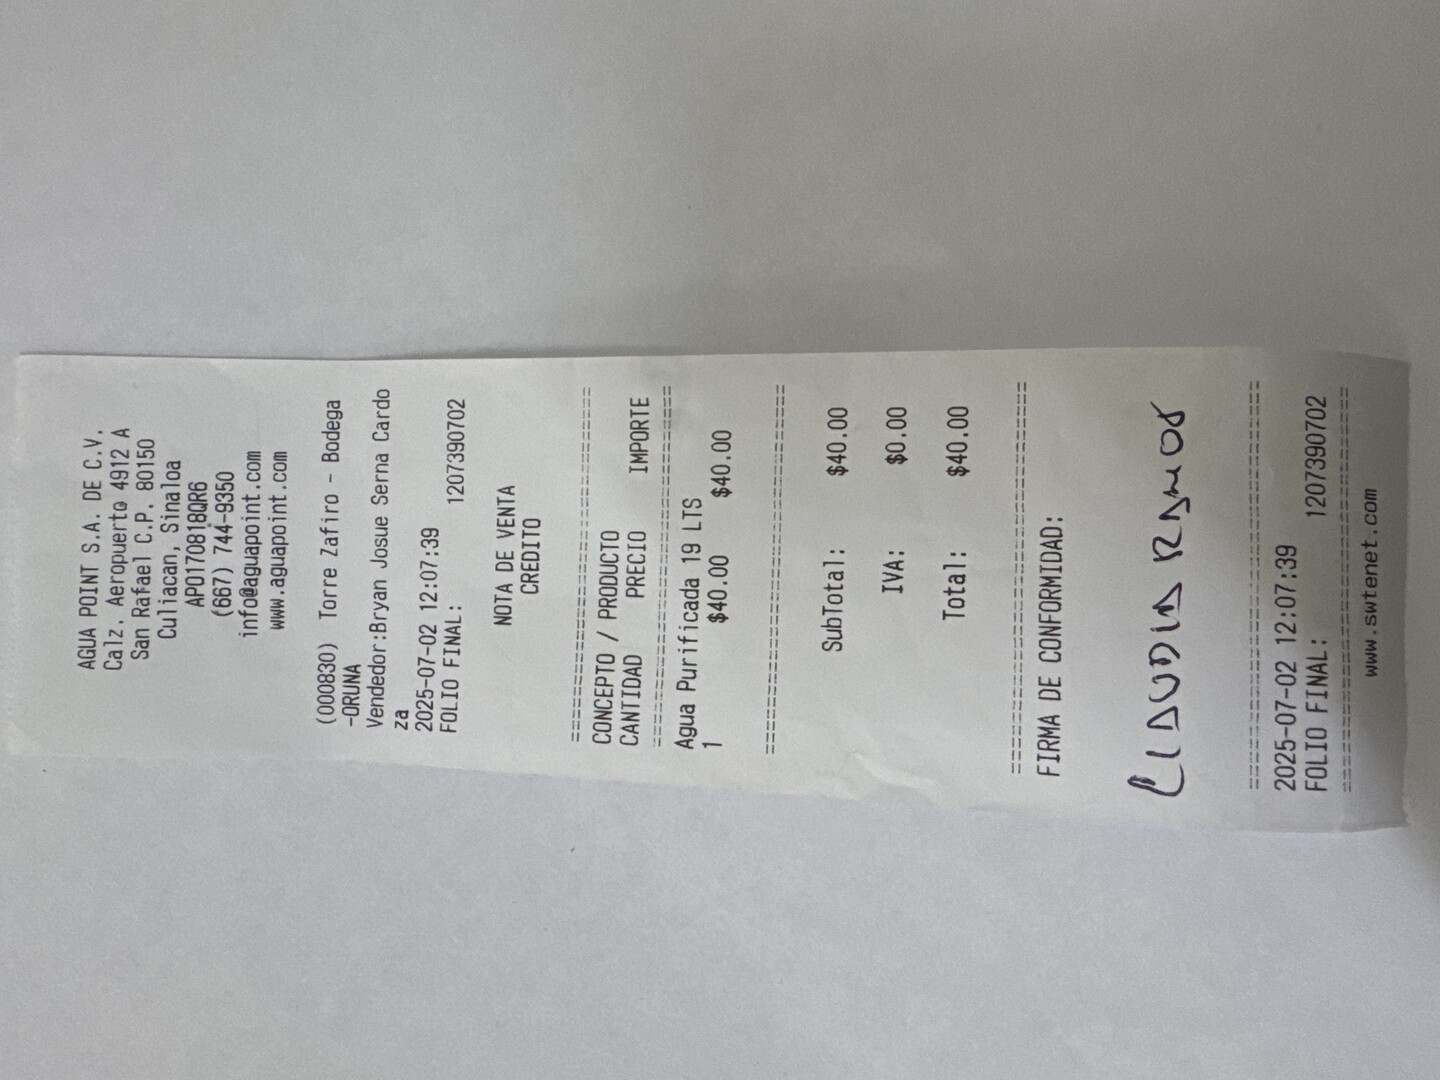 AGUA POINT S.A. DE C.V.
Calz. Aeropuerto 4912 A
San Rafael C.P. 80150
Culiacan, Sinaloa
APO170818QR6
(667) 744-9350
info@aguapoint.com
www.aguapoint.com
(000830) Torre Zafiro - Bodega
-ORUNA
Vendedor:Bryan Josue Serna Cardo
za
2025-07-02 12:07:39
FOLIO FINAL: 1207390702
NOTA DE VENTA
CREDITO
================================
CONCEPTO / PRODUCTO
CANTIDAD PRECIO IMPORTE
================================
Agua Purificada 19 LTS
1 $40.00 $40.00
================================
SubTotal: $40.00
IVA: $0.00
Total: $40.00
================================
FIRMA DE CONFORMIDAD:
Claudia Ramos
================================
2025-07-02 12:07:39
FOLIO FINAL: 1207390702
================================
www.swtenet.com